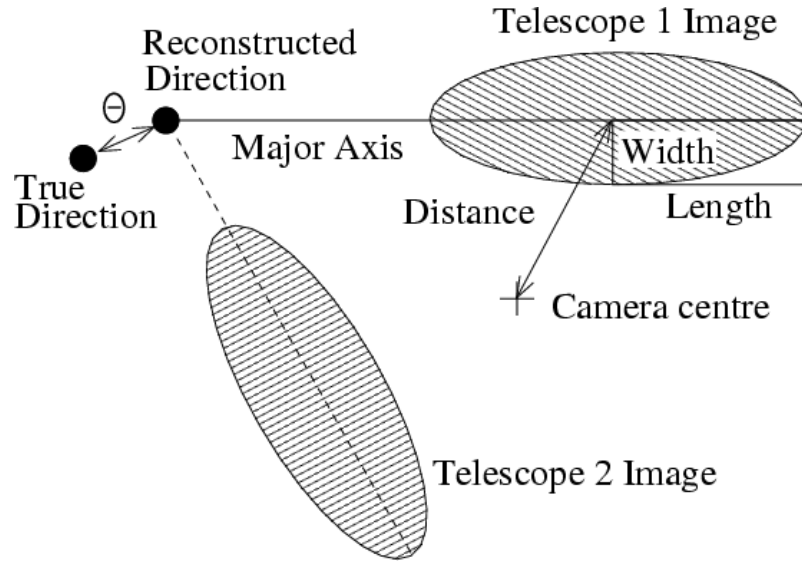 Telescope 1 Image
Reconstructed
Direction
Θ
Major Axis
Width
True
Direction
Distance
Length
Camera centre
Telescope 2 Image